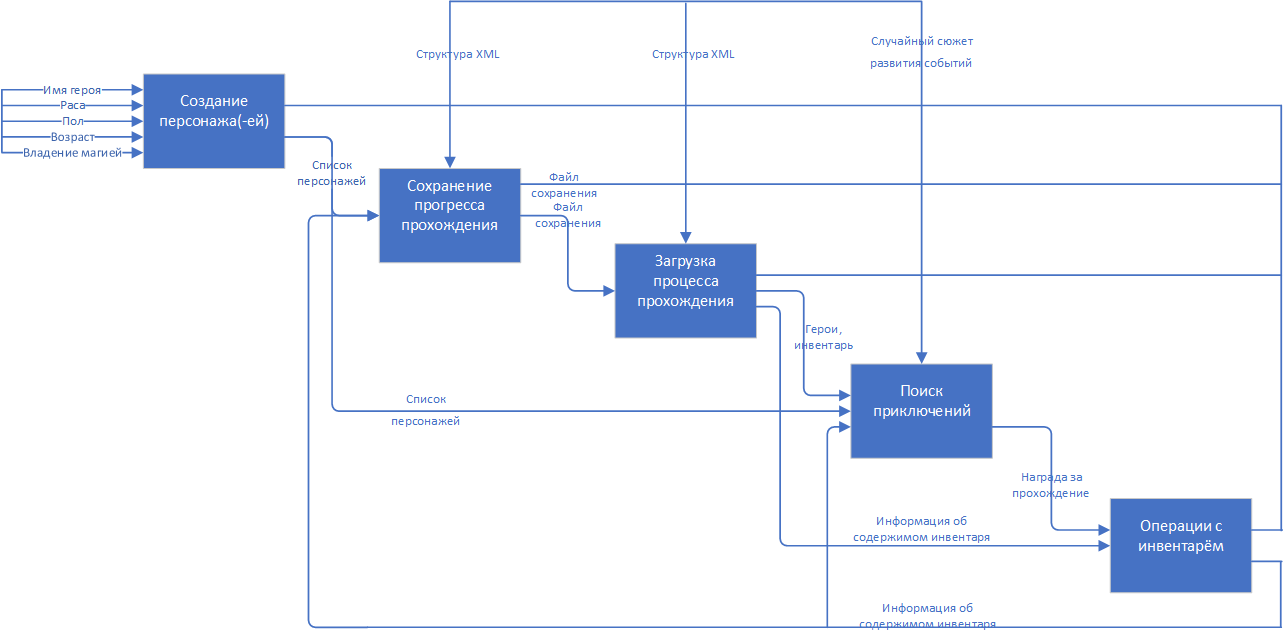 Структура XML
Структура XML
Случайный сюжет
развития событий
Имя героя
Раса
Пол
Возраст
Владение магией
Создание
персонажа(-ей)
Список
персонажей
Сохранение
прогресса
прохождения
Файл
сохранения
Файл
сохранения
Загрузка
процесса
прохождения
Герои,
инвентарь
Список
персонажей
Поиск
приключений
Награда за
прохождение
Информация об
содержимом инвентаря
Операции с
инвентарём
Информация об
содержимом инвентаря